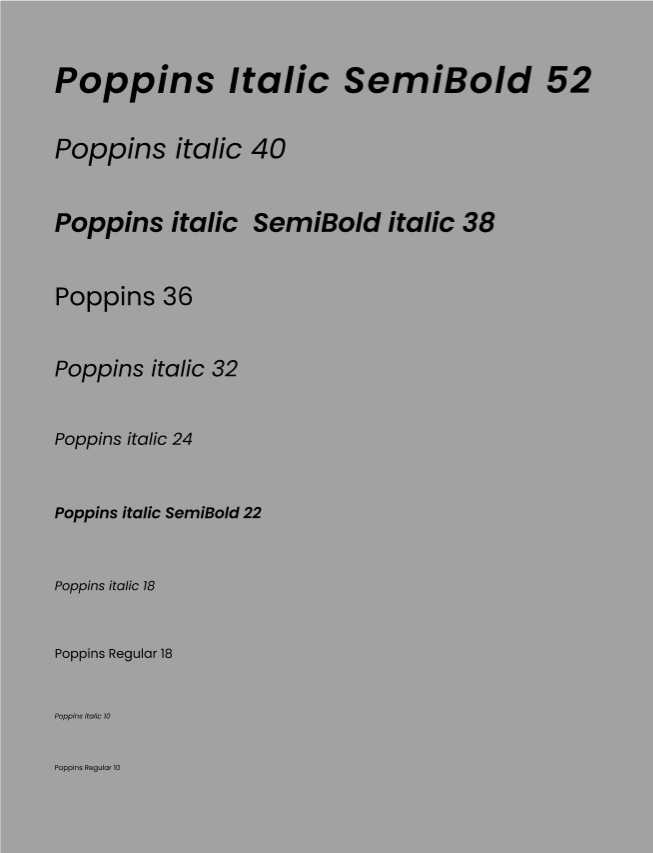 Poppins Italic SemiBold 52
Poppins italic 40
Poppins italic  SemiBold italic 38
Poppins 36
Poppins italic 32
Poppins italic 24
Poppins italic SemiBold 22
Poppins italic 18
Poppins Regular 18
Poppins italic 10
Poppins Regular 10